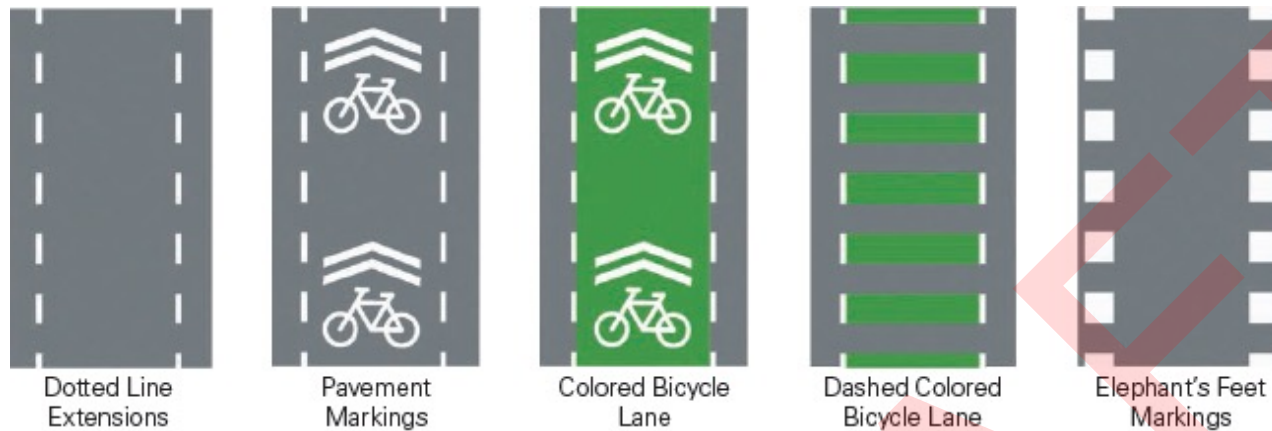 Dotted Line
Extensions
Pavement
Markings
Colored Bicycle
Lane
Dashed Colored
Bicycle Lane
Elephant's Feet
Markings